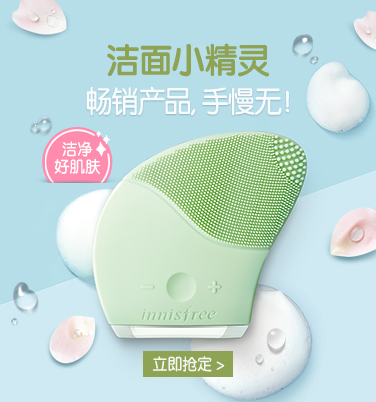 洁面小精灵
畅销产品,手慢无!
洁净
好肌肤
innisfree
立即抢定 >